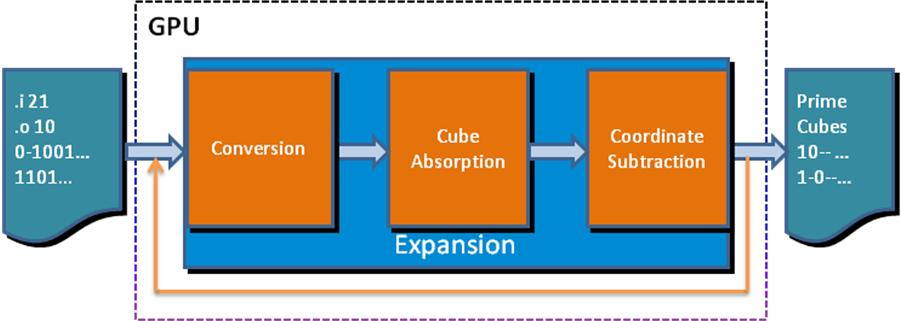 GPU
.i 21
.o 10
0-1001...
1101...
Conversion
Cube
Absorption
Coordinate
Subtraction
Expansion
Prime
Cubes
10-- ...
1-0--...